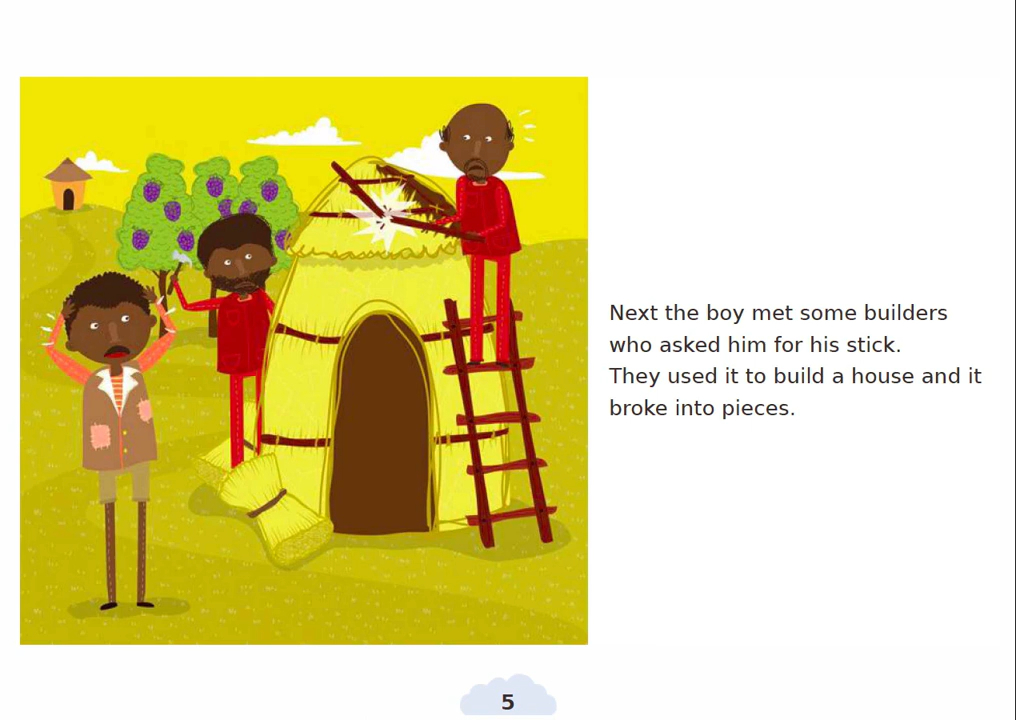 Next the boy met some builders
who asked him for his stick.
They used it to build a house and it
broke into pieces.
5